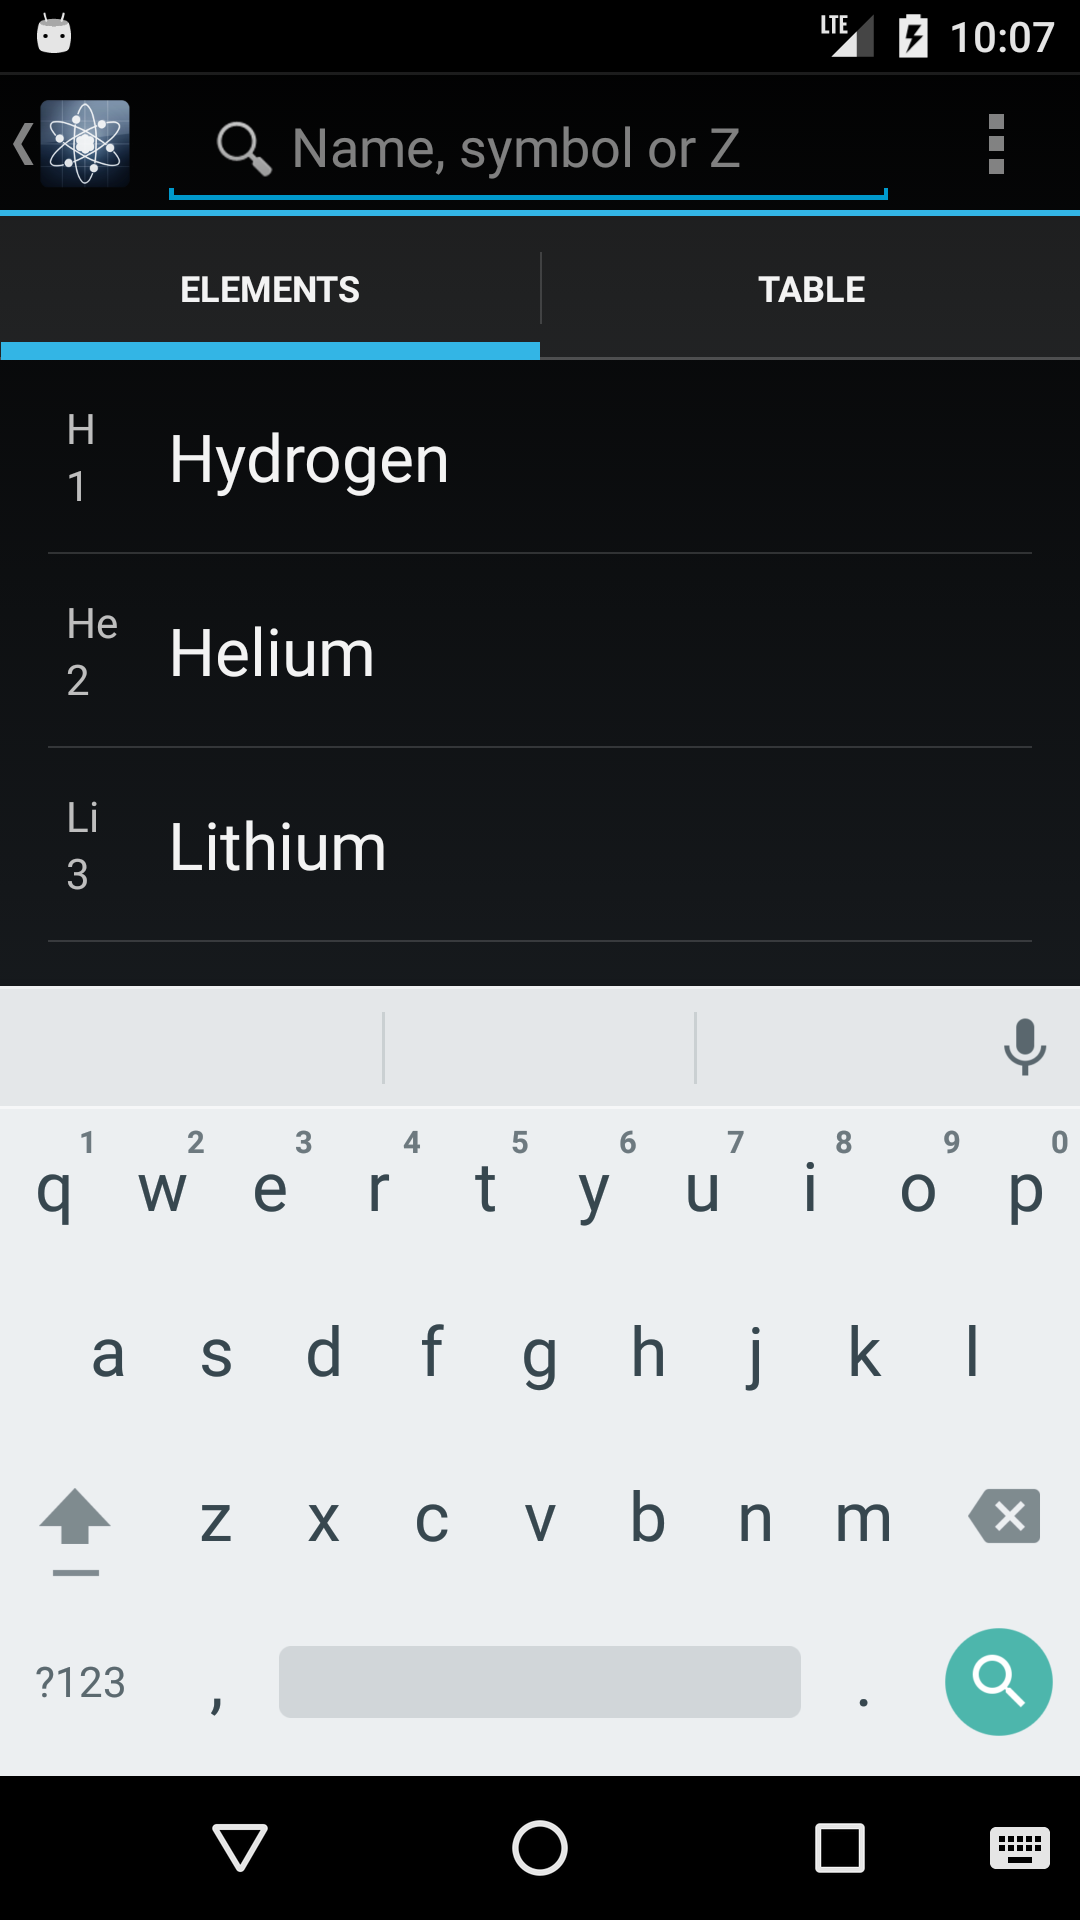 LTE 10:07
Name, symbol or Z
ELEMENTS TABLE
H
1
Hydrogen
He
2
Helium
Li
3
Lithium
1 2 3 4 5 6 7 8 9 0
q w e r t y u i o p
a s d f g h j k l
z x c v b n m
?123 , .